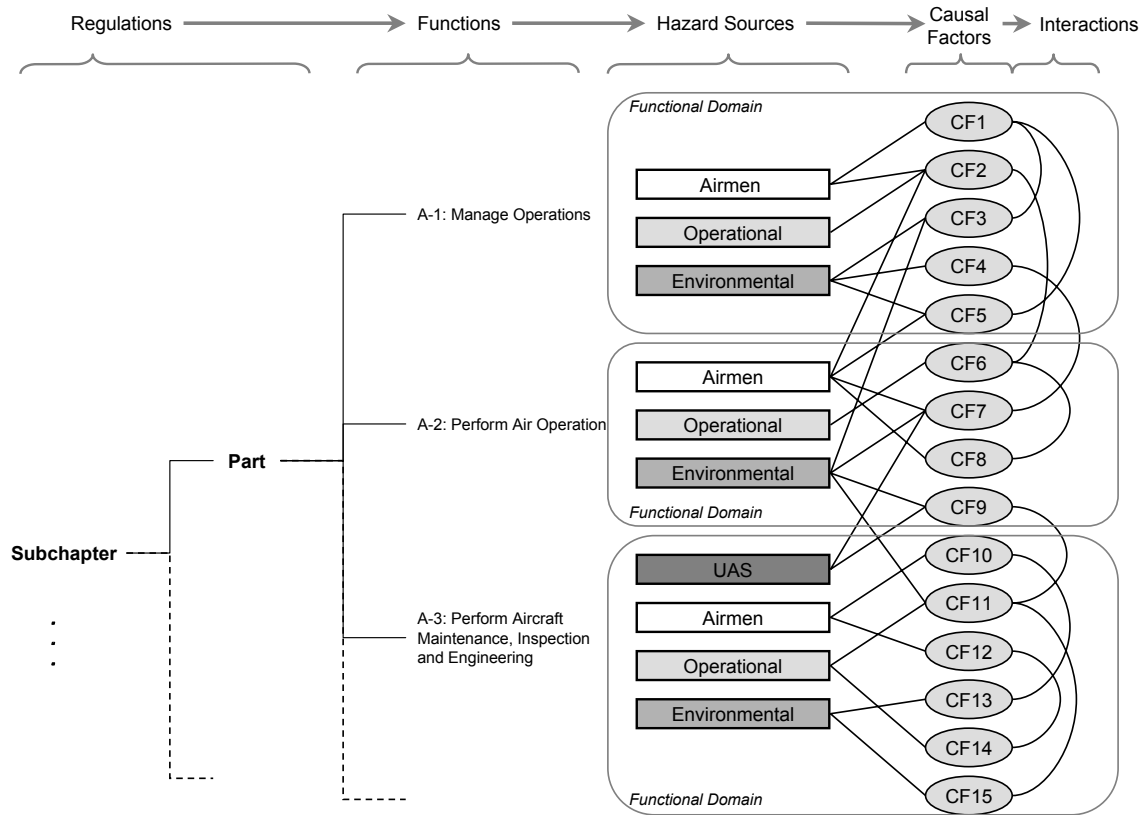 Regulations
Functions
Hazard Sources
Causal
Factors
Interactions
Functional Domain
Airmen
Operational
Environmental
CF1
CF2
CF3
CF4
CF5
A-1: Manage Operations
Airmen
Operational
Environmental
Functional Domain
CF6
CF7
CF8
CF9
A-2: Perform Air Operation
Part
Subchapter
.
.
.
A-3: Perform Aircraft
Maintenance, Inspection
and Engineering
UAS
Airmen
Operational
Environmental
Functional Domain
CF10
CF11
CF12
CF13
CF14
CF15